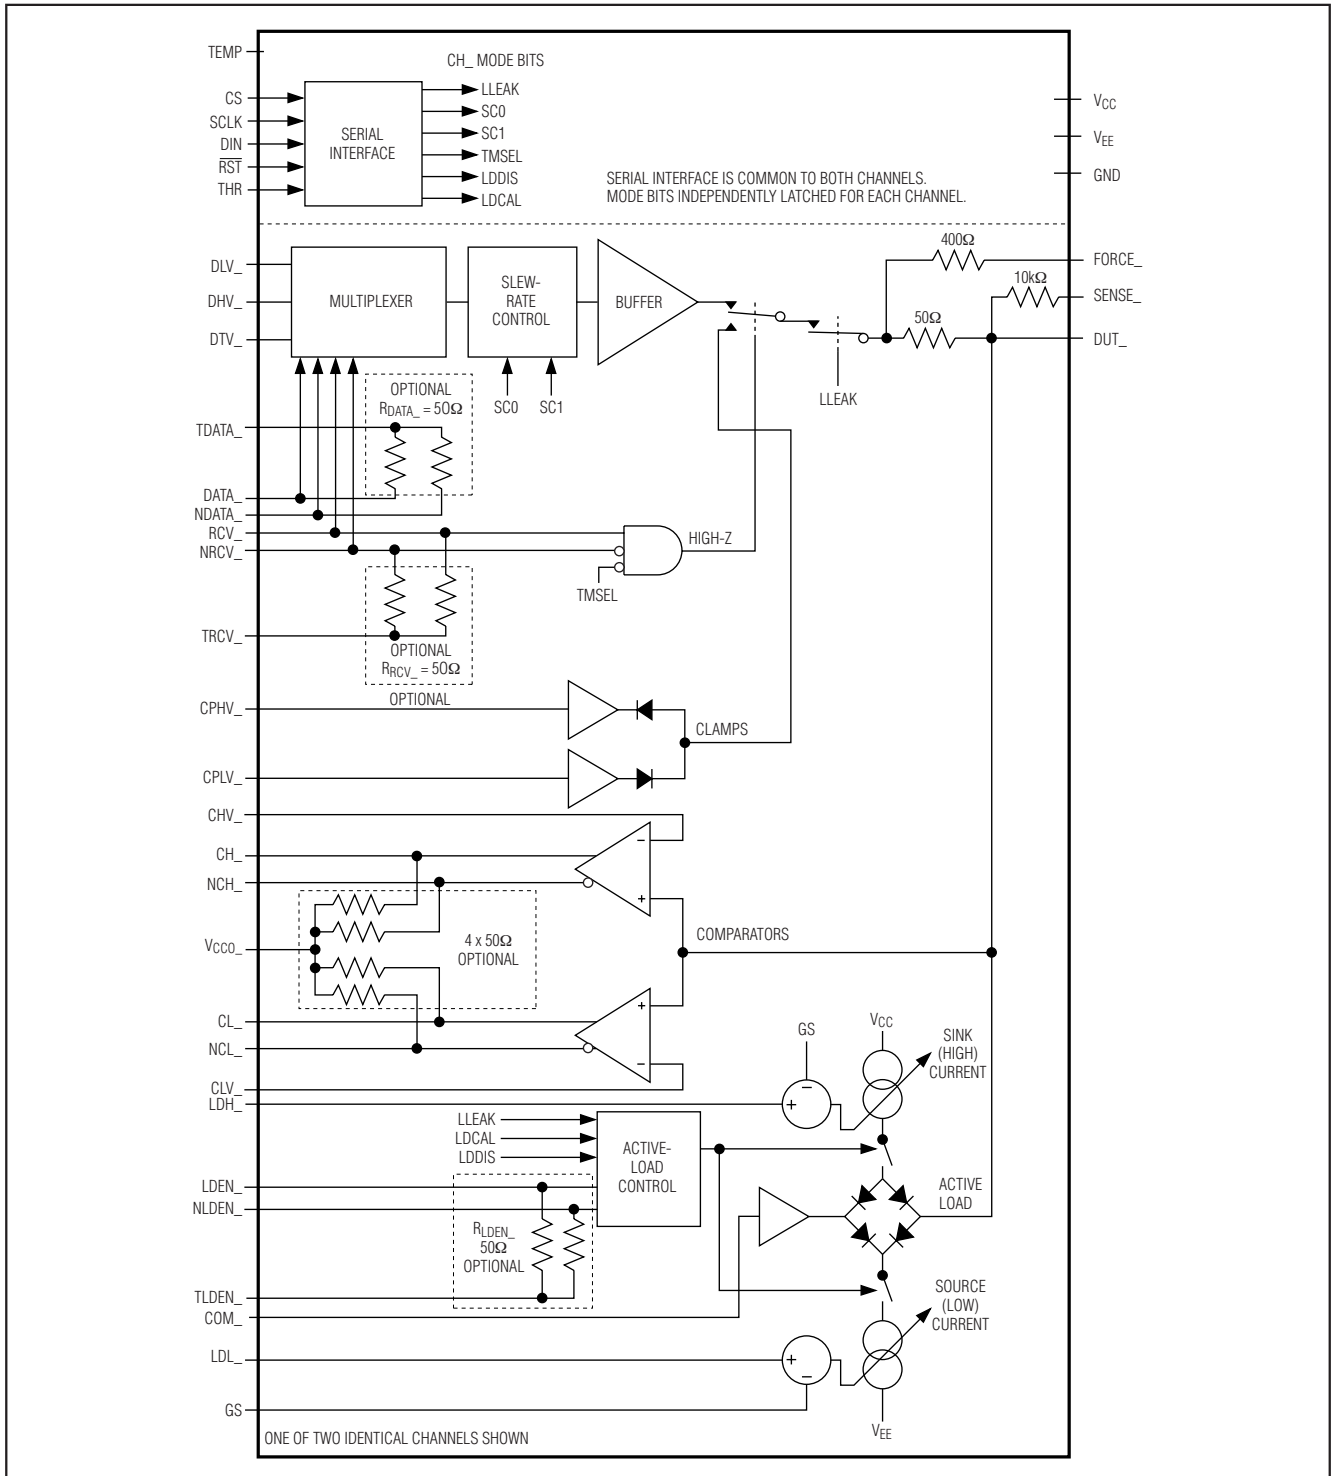 TEMP
CH_ MODE BITS
CS
SCLK
DIN
RST
THR
SERIAL
INTERFACE
LLEAK
SC0
SC1
TMSEL
LDDIS
LDCAL
VCC
VEE
GND
SERIAL INTERFACE IS COMMON TO BOTH CHANNELS.
MODE BITS INDEPENDENTLY LATCHED FOR EACH CHANNEL.
DLV_
DHV_
DTV_
MULTIPLEXER
SLEW-
RATE
CONTROL
BUFFER
400Ω
FORCE_
10kΩ
SENSE_
50Ω
DUT_
SC0
SC1
LLEAK
OPTIONAL
RDATA_ = 50Ω
TDATA_
DATA_
NDATA_
RCV_
NRCV_
HIGH-Z
TMSEL
TRCV_
OPTIONAL
RRCV_ = 50Ω
OPTIONAL
CPHV_
CLAMPS
CPLV_
CHV_
−
CH_
NCH_
+
4 x 50Ω
OPTIONAL
VCCO_
COMPARATORS
CL_
+
NCL_
−
CLV_
LDH_
GS
VCC
SINK
(HIGH)
CURRENT
−
+
LLEAK
LDCAL
LDDIS
ACTIVE-
LOAD
CONTROL
LDEN_
NLDEN_
ACTIVE
LOAD
RLDEN_
50Ω
OPTIONAL
TLDEN_
COM_
SOURCE
(LOW)
CURRENT
LDL_
+
−
GS
VEE
ONE OF TWO IDENTICAL CHANNELS SHOWN